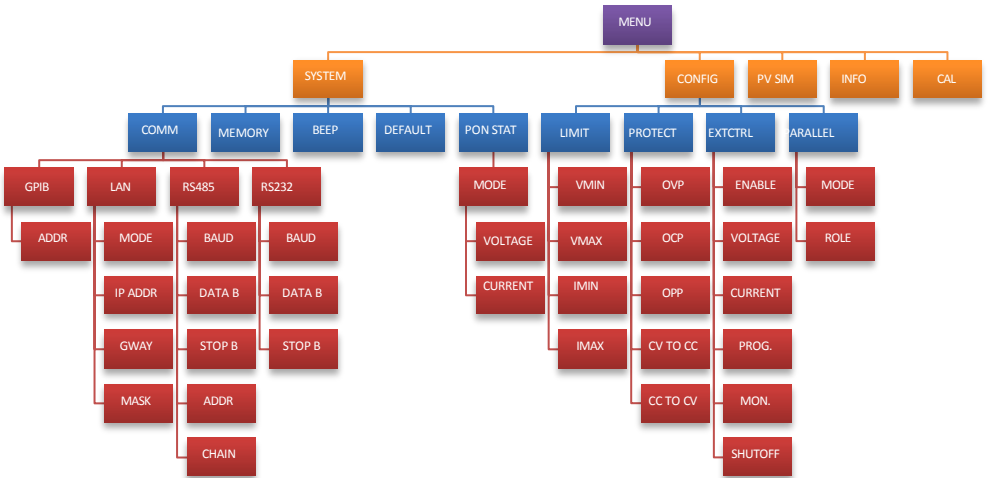 MENU
SYSTEM
CONFIG
PV SIM
INFO
CAL
COMM
MEMORY
BEEP
DEFAULT
PON STAT
LIMIT
PROTECT
EXTCTRL
ARALLEL
GPIB
LAN
RS485
RS232
MODE
VMIN
OVP
ENABLE
MODE
ADDR
MODE
BAUD
BAUD
VOLTAGE
VMAX
OCP
VOLTAGE
ROLE
IP ADDR
DATA B
DATA B
CURRENT
IMIN
OPP
CURRENT
GWAY
STOP B
STOP B
IMAX
CV TO CC
PROG.
MASK
ADDR
CC TO CV
MON.
CHAIN
SHUTOFF